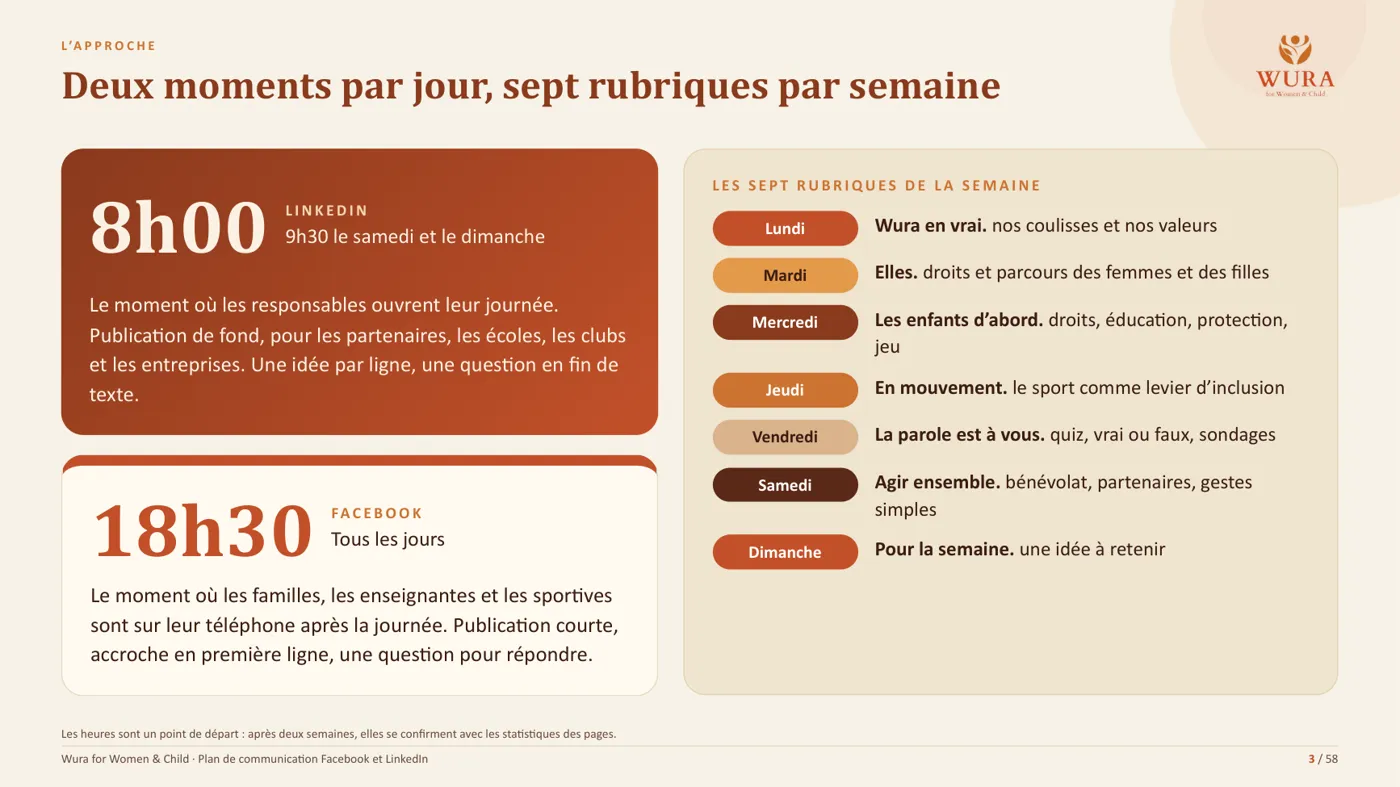 L'APPROCHE
Deux moments par jour, sept rubriques par semaine
WURA
for Women & Child.
8h00
LINKEDIN
9h30 le samedi et le dimanche
Le moment où les responsables ouvrent leur journée.
Publication de fond, pour les partenaires, les écoles, les clubs
et les entreprises. Une idée par ligne, une question en fin de
texte.
18h30
FACEBOOK
Tous les jours
Le moment où les familles, les enseignantes et les sportives
sont sur leur téléphone après la journée. Publication courte,
accroche en première ligne, une question pour répondre.
LES SEPT RUBRIQUES DE LA SEMAINE
Lundi
Wura en vrai. nos coulisses et nos valeurs
Mardi
Elles. droits et parcours des femmes et des filles
Mercredi
Les enfants d'abord. droits, éducation, protection,
jeu
Jeudi
En mouvement. le sport comme levier d'inclusion
Vendredi
La parole est à vous. quiz, vrai ou faux, sondages
Samedi
Agir ensemble. bénévolat, partenaires, gestes
simples
Dimanche
Pour la semaine. une idée à retenir
Les heures sont un point de départ : après deux semaines, elles se confirment avec les statistiques des pages.
Wura for Women & Child · Plan de communication Facebook et LinkedIn
3 / 58